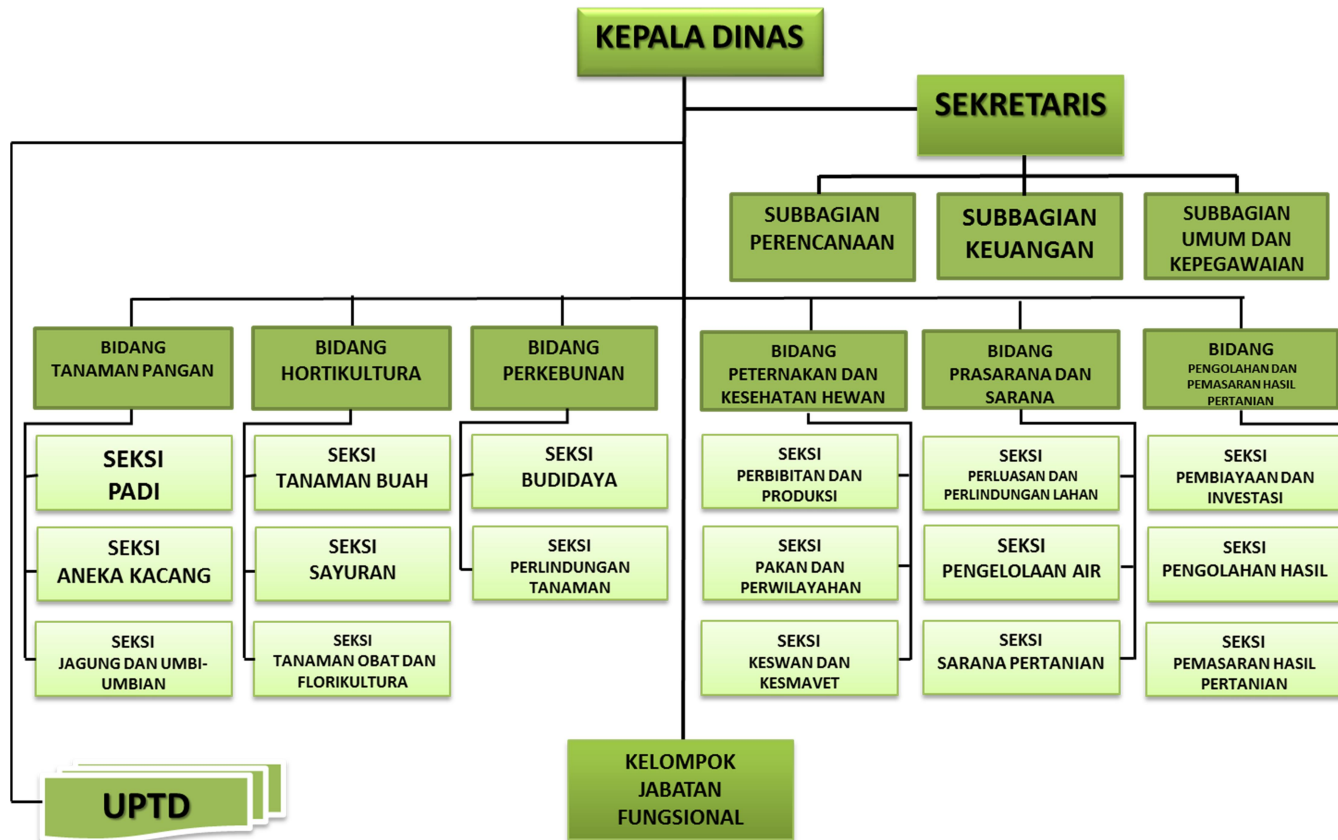 KEPALA DINAS
SEKRETARIS
SUBBAGIAN
PERENCANAAN
SUBBAGIAN
KEUANGAN
SUBBAGIAN
UMUM DAN
KEPEGAWAIAN
BIDANG
TANAMAN PANGAN
BIDANG
HORTIKULTURA
BIDANG
PERKEBUNAN
BIDANG
PETERNAKAN DAN
KESEHATAN HEWAN
BIDANG
PRASARANA DAN
SARANA
BIDANG
PENGOLAHAN DAN
PEMASARAN HASIL
PERTANIAN
SEKSI
PADI
SEKSI
TANAMAN BUAH
SEKSI
BUDIDAYA
SEKSI
PERBIBITAN DAN
PRODUKSI
SEKSI
PERLUASAN DAN
PERLINDUNGAN LAHAN
SEKSI
PEMBIAYAAN DAN
INVESTASI
SEKSI
ANEKA KACANG
SEKSI
SAYURAN
SEKSI
PERLINDUNGAN
TANAMAN
SEKSI
PAKAN DAN
PERWILAYAHAN
SEKSI
PENGELOLAAN AIR
SEKSI
PENGOLAHAN HASIL
SEKSI
JAGUNG DAN UMBI-
UMBIAN
SEKSI
TANAMAN OBAT DAN
FLORIKULTURA
SEKSI
KESWAN DAN
KESMAVET
SEKSI
SARANA PERTANIAN
SEKSI
PEMASARAN HASIL
PERTANIAN
UPTD
KELOMPOK
JABATAN
FUNGSIONAL